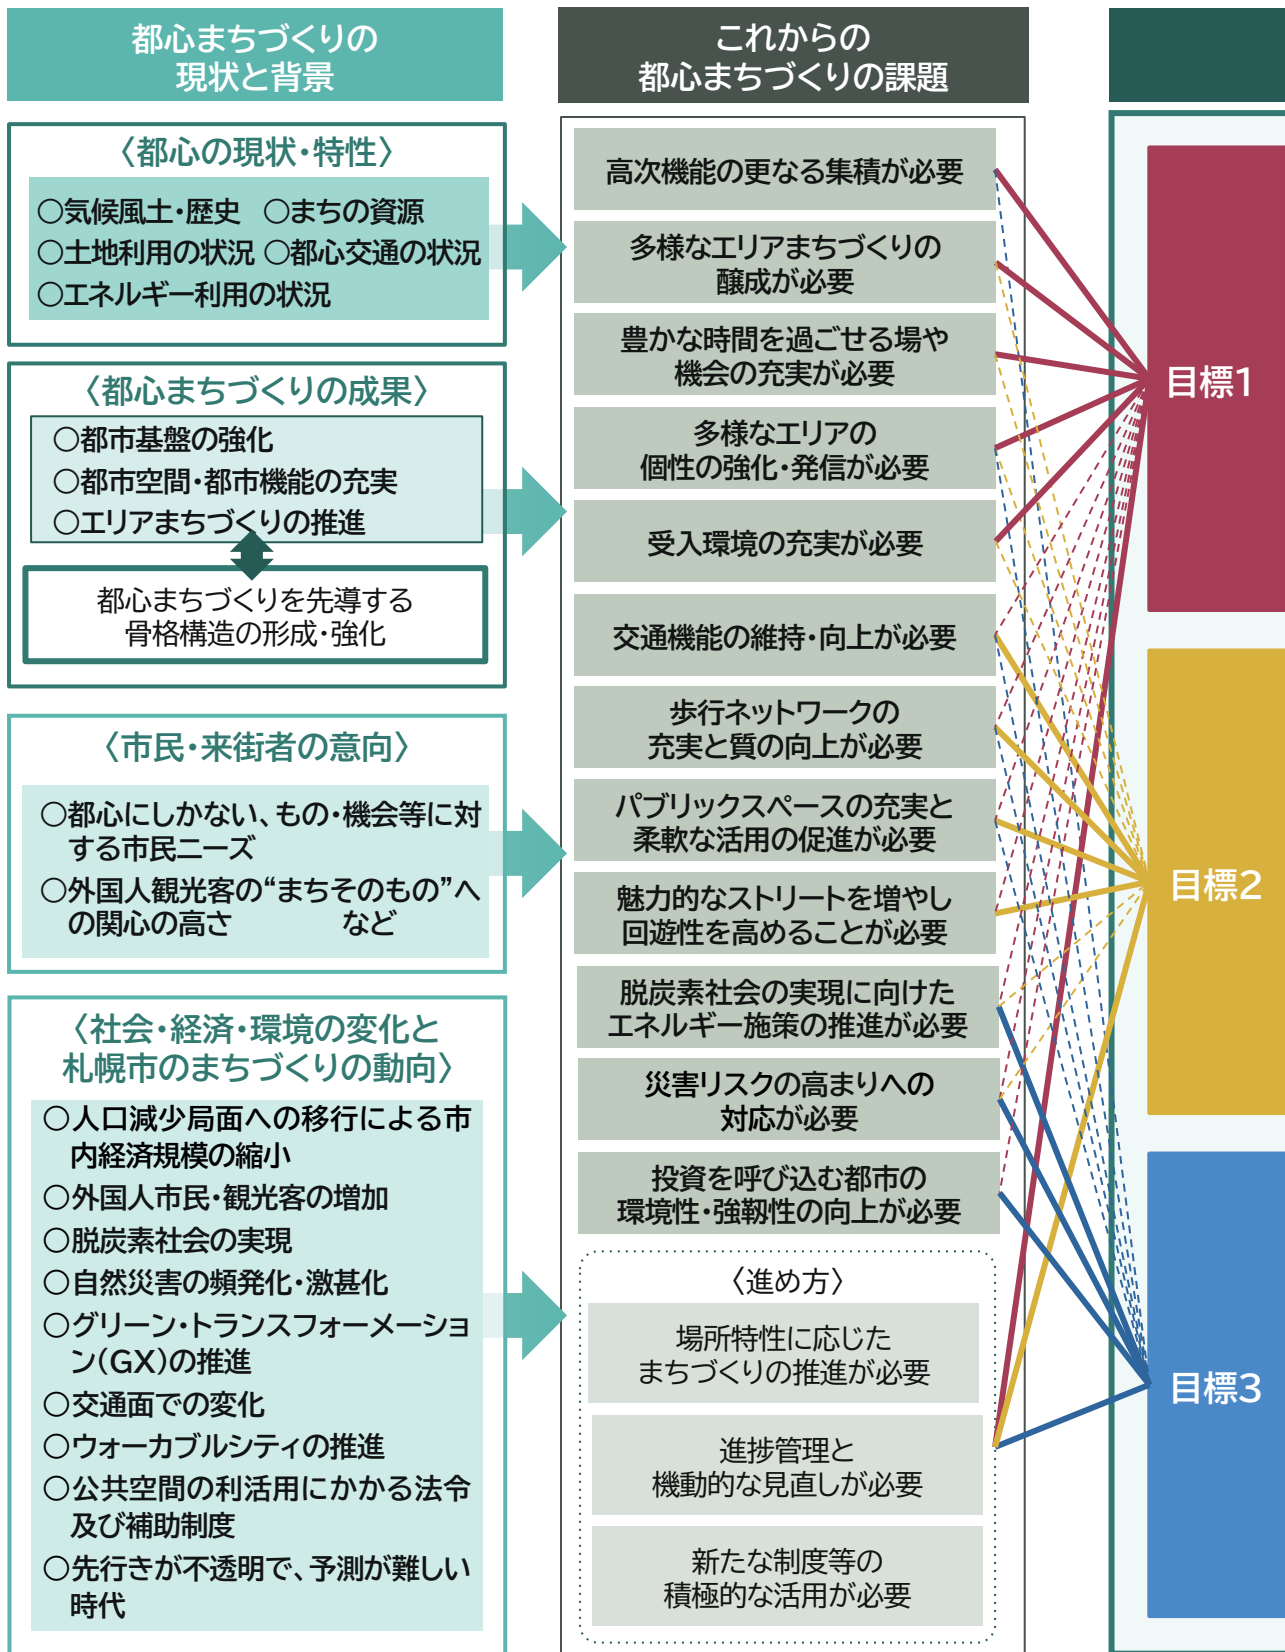 都心まちづくりの
現状と背景
〈都心の現状・特性〉
○気候風土・歴史　○まちの資源
○土地利用の状況 ○都心交通の状況
○エネルギー利用の状況
〈都心まちづくりの成果〉
○都市基盤の強化
○都市空間・都市機能の充実
○エリアまちづくりの推進
都心まちづくりを先導する
骨格構造の形成・強化
〈市民・来街者の意向〉
○都心にしかない、もの・機会等に対
する市民ニーズ
○外国人観光客の“まちそのもの”へ
の関心の高さ　　　　など
〈社会・経済・環境の変化と
札幌市のまちづくりの動向〉
○人口減少局面への移行による市
内経済規模の縮小
○外国人市民・観光客の増加
○脱炭素社会の実現
○自然災害の頻発化・激甚化
○グリーン・トランスフォーメーショ
ン(GX)の推進
○交通面での変化
○ウォーカブルシティの推進
○公共空間の利活用にかかる法令
及び補助制度
○先行きが不透明で、予測が難しい
時代
これからの
都心まちづくりの課題
高次機能の更なる集積が必要
多様なエリアまちづくりの
醸成が必要
豊かな時間を過ごせる場や
機会の充実が必要
多様なエリアの
個性の強化・発信が必要
受入環境の充実が必要
交通機能の維持・向上が必要
歩行ネットワークの
充実と質の向上が必要
パブリックスペースの充実と
柔軟な活用の促進が必要
魅力的なストリートを増やし
回遊性を高めることが必要
脱炭素社会の実現に向けた
エネルギー施策の推進が必要
災害リスクの高まりへの
対応が必要
投資を呼び込む都市の
環境性・強靱性の向上が必要
〈進め方〉
場所特性に応じた
まちづくりの推進が必要
進捗管理と
機動的な見直しが必要
新たな制度等の
積極的な活用が必要
目標1
目標2
目標3